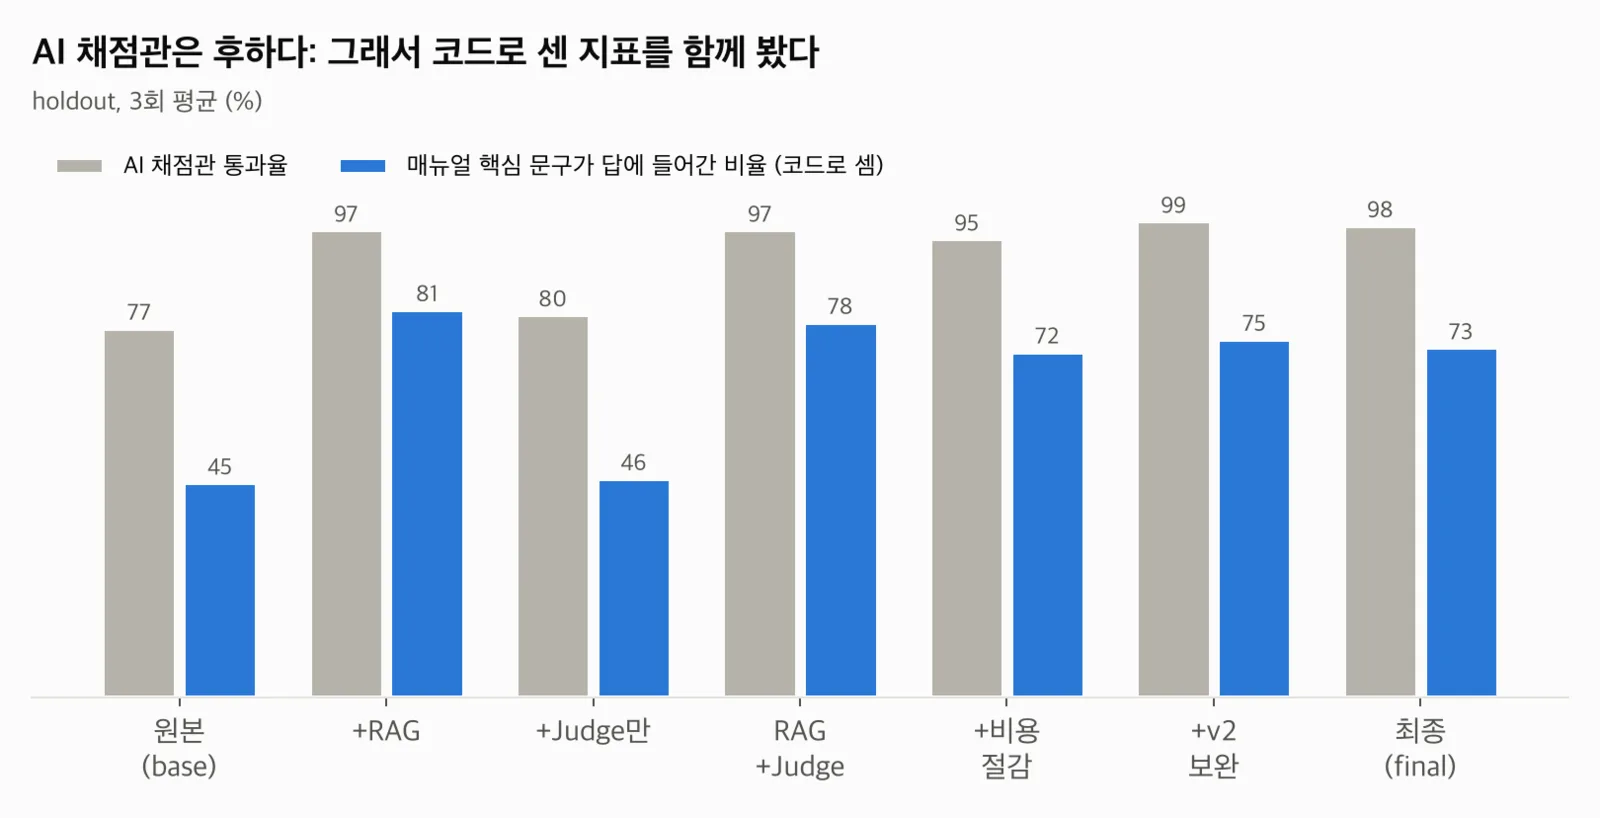 AI 채점관은 후하다: 그래서 코드로 센 지표를 함께 봤다
holdout, 3회 평균 (%)
AI 채점관 통과율
매뉴얼 핵심 문구가 답에 들어간 비율 (코드로 셈)
77
45
97
81
80
46
97
78
95
72
99
75
98
73
원본
(base)
+RAG
+Judge만
RAG
+Judge
+비용
절감
+v2
보완
최종
(final)